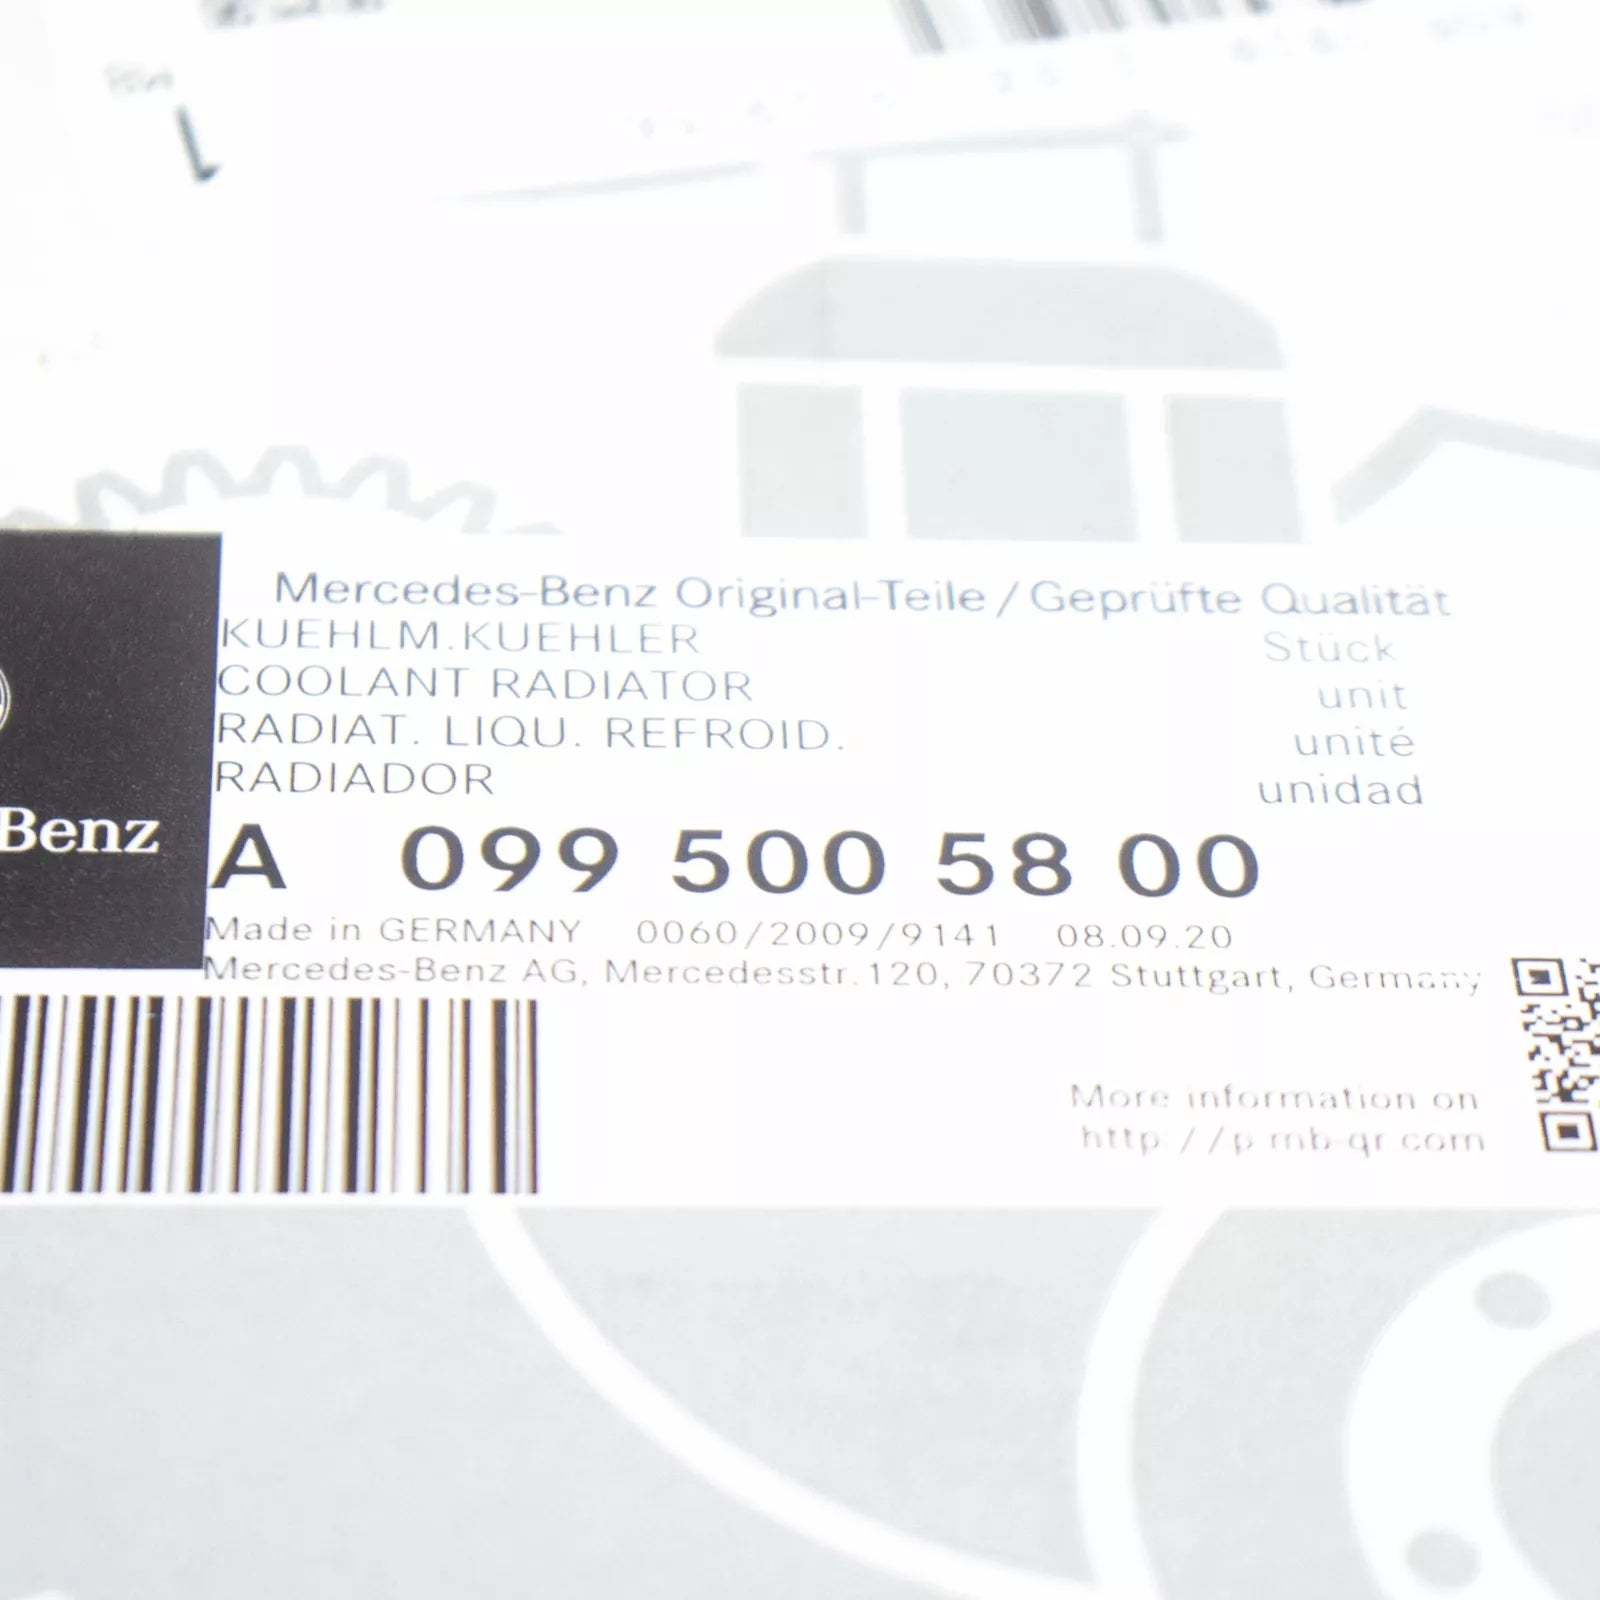 1
Mercedes-Benz Original-Teile / Geprüfte Qualität
KUEHLM.KUEHLER Stück
COOLANT RADIATOR unit
RADIAT. LIQU. REFROID. unité
RADIADOR unidad
Benz
A 099 500 58 00
Made in GERMANY 0060/2009/9141 08.09.20
Mercedes-Benz AG, Mercedesstr.120, 70372 Stuttgart, Germany
More information on
http://p.mb-qr.com